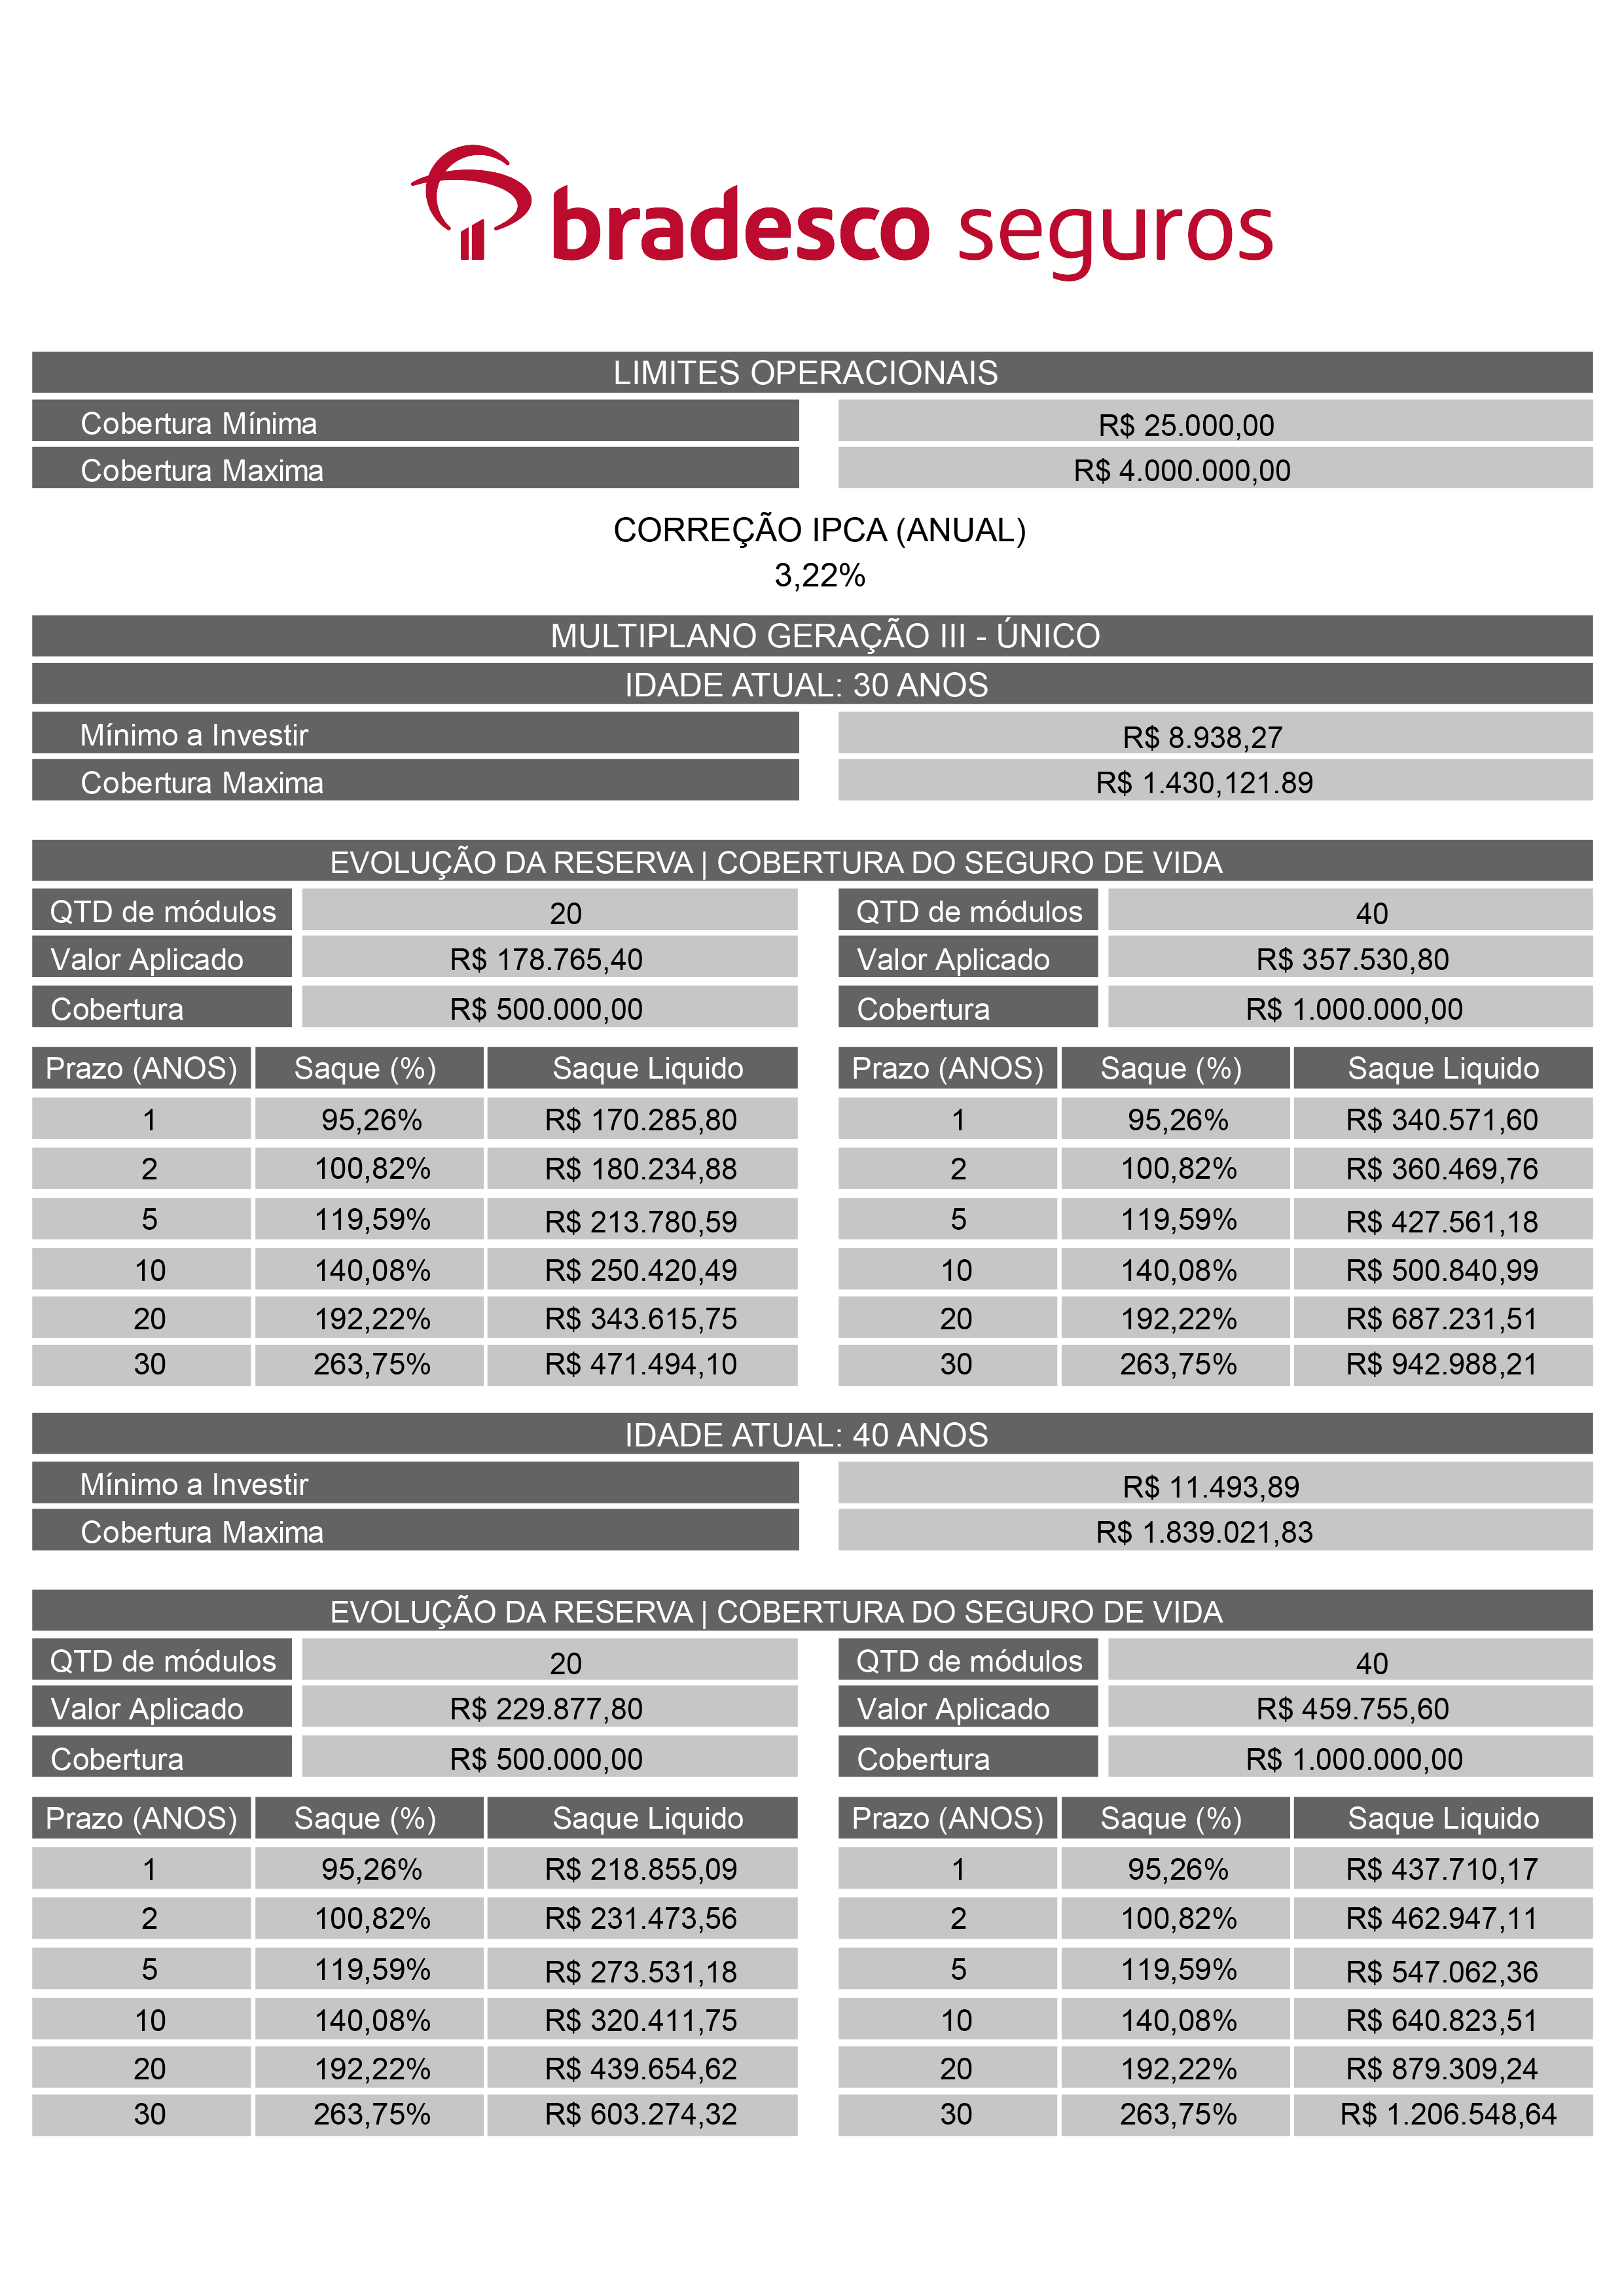 bradesco seguros
LIMITES OPERACIONAIS
Cobertura Mínima R$ 25.000,00
Cobertura Maxima R$ 4.000.000,00
CORREÇÃO IPCA (ANUAL)
3,22%
MULTIPLANO GERAÇÃO III - ÚNICO
IDADE ATUAL: 30 ANOS
Mínimo a Investir R$ 8.938,27
Cobertura Maxima R$ 1.430,121.89
EVOLUÇÃO DA RESERVA | COBERTURA DO SEGURO DE VIDA
QTD de módulos 20 QTD de módulos 40
Valor Aplicado R$ 178.765,40 Valor Aplicado R$ 357.530,80
Cobertura R$ 500.000,00 Cobertura R$ 1.000.000,00
Prazo (ANOS) Saque (%) Saque Liquido Prazo (ANOS) Saque (%) Saque Liquido
1 95,26% R$ 170.285,80 1 95,26% R$ 340.571,60
2 100,82% R$ 180.234,88 2 100,82% R$ 360.469,76
5 119,59% R$ 213.780,59 5 119,59% R$ 427.561,18
10 140,08% R$ 250.420,49 10 140,08% R$ 500.840,99
20 192,22% R$ 343.615,75 20 192,22% R$ 687.231,51
30 263,75% R$ 471.494,10 30 263,75% R$ 942.988,21
IDADE ATUAL: 40 ANOS
Mínimo a Investir R$ 11.493,89
Cobertura Maxima R$ 1.839.021,83
EVOLUÇÃO DA RESERVA | COBERTURA DO SEGURO DE VIDA
QTD de módulos 20 QTD de módulos 40
Valor Aplicado R$ 229.877,80 Valor Aplicado R$ 459.755,60
Cobertura R$ 500.000,00 Cobertura R$ 1.000.000,00
Prazo (ANOS) Saque (%) Saque Liquido Prazo (ANOS) Saque (%) Saque Liquido
1 95,26% R$ 218.855,09 1 95,26% R$ 437.710,17
2 100,82% R$ 231.473,56 2 100,82% R$ 462.947,11
5 119,59% R$ 273.531,18 5 119,59% R$ 547.062,36
10 140,08% R$ 320.411,75 10 140,08% R$ 640.823,51
20 192,22% R$ 439.654,62 20 192,22% R$ 879.309,24
30 263,75% R$ 603.274,32 30 263,75% R$ 1.206.548,64